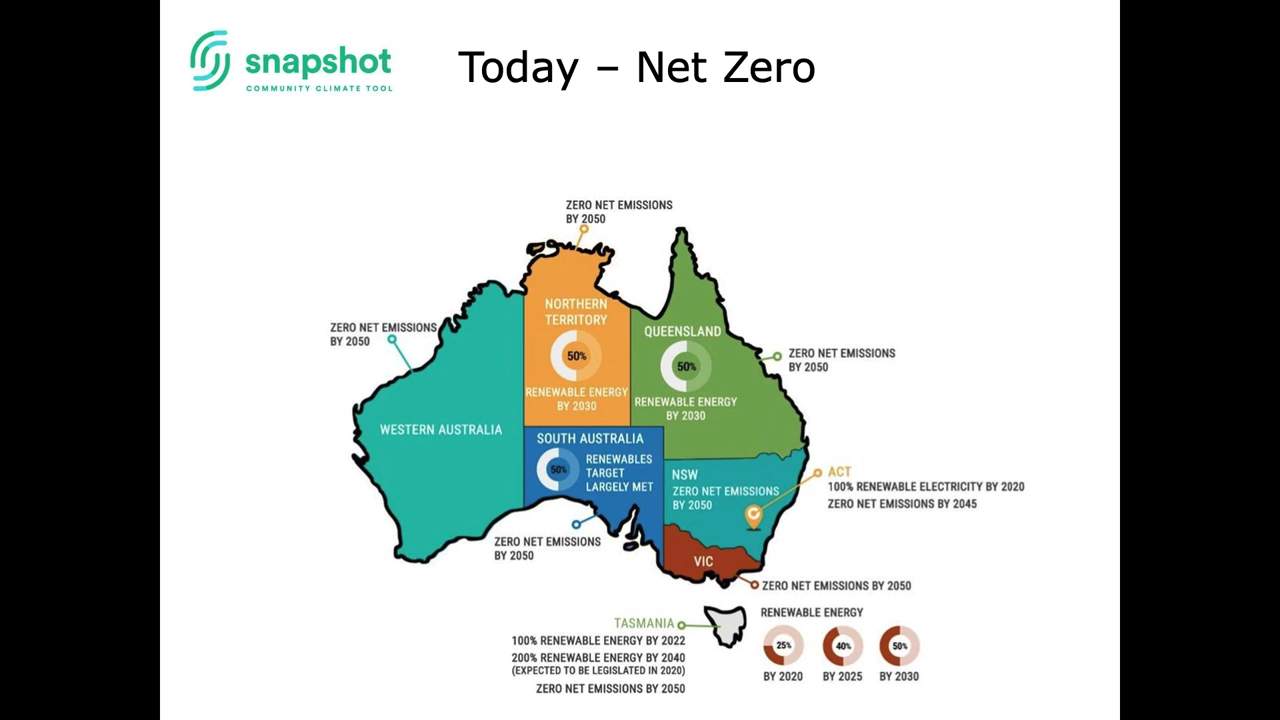 snapshot
COMMUNITY CLIMATE TOOL
Today – Net Zero
ZERO NET EMISSIONS
BY 2050
NORTHERN
TERRITORY
50%
RENEWABLE ENERGY
BY 2030
ZERO NET EMISSIONS
BY 2050
QUEENSLAND
50%
RENEWABLE ENERGY
BY 2030
ZERO NET EMISSIONS
BY 2050
WESTERN AUSTRALIA
SOUTH AUSTRALIA
50%
RENEWABLES
TARGET
LARGELY MET
ZERO NET EMISSIONS
BY 2050
NSW
ZERO NET EMISSIONS
BY 2050
ACT
100% RENEWABLE ELECTRICITY BY 2020
ZERO NET EMISSIONS BY 2045
VIC
ZERO NET EMISSIONS BY 2050
RENEWABLE ENERGY
25%
40%
50%
BY 2020
BY 2025
BY 2030
TASMANIA
100% RENEWABLE ENERGY BY 2022
200% RENEWABLE ENERGY BY 2040
(EXPECTED TO BE LEGISLATED IN 2020)
ZERO NET EMISSIONS BY 2050